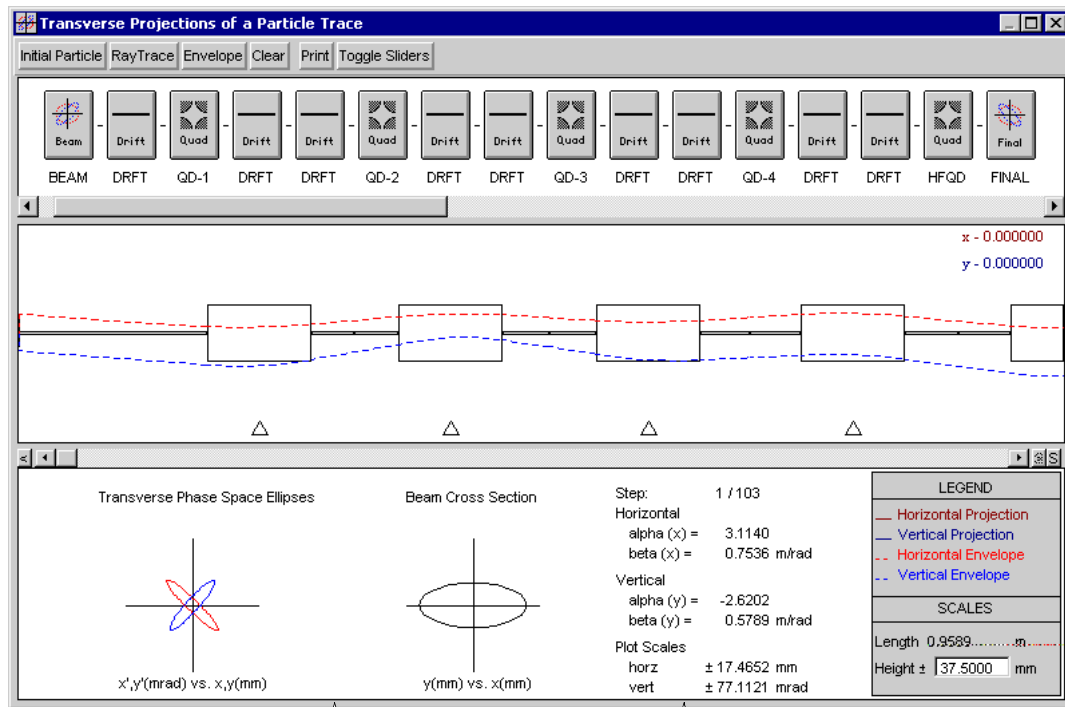 Transverse Projections of a Particle Trace
Initial Particle RayTrace Envelope Clear Print Toggle Sliders
Beam Drift Quad Drift Drift Quad Drift Drift Quad Drift Drift Quad Drift Drift Quad Final
BEAM DRFT QD-1 DRFT DRFT QD-2 DRFT DRFT QD-3 DRFT DRFT QD-4 DRFT DRFT HFQD FINAL
x - 0.000000
y - 0.000000
S
Transverse Phase Space Ellipses
x',y'(mrad) vs. x,y(mm)
Beam Cross Section
y(mm) vs. x(mm)
Step: 1 / 103
Horizontal
alpha (x) = 3.1140
beta (x) = 0.7536 m/rad
Vertical
alpha (y) = -2.6202
beta (y) = 0.5789 m/rad
Plot Scales
horz ± 17.4652 mm
vert ± 77.1121 mrad
LEGEND
Horizontal Projection
Vertical Projection
Horizontal Envelope
Vertical Envelope
SCALES
Length 0.9589 m
Height ± 37.5000 mm